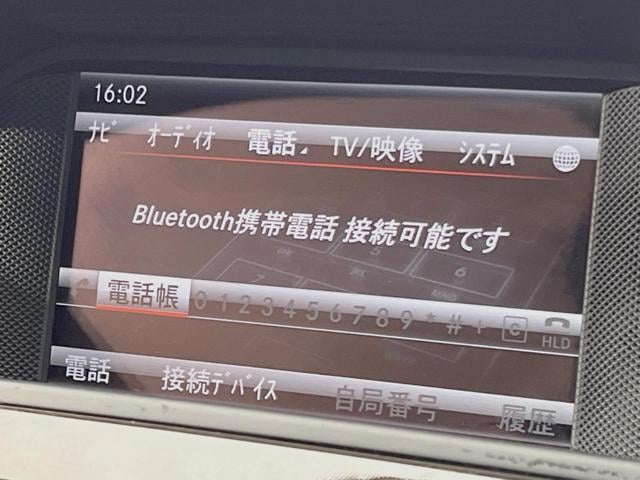 16:02
ナビ オーディオ 電話 TV/映像 システム
Bluetooth携帯電話 接続可能です
電話帳 0 1 2 3 4 5 6 7 8 9 * # + C HLD
電話 接続デバイス 自局番号 履歴